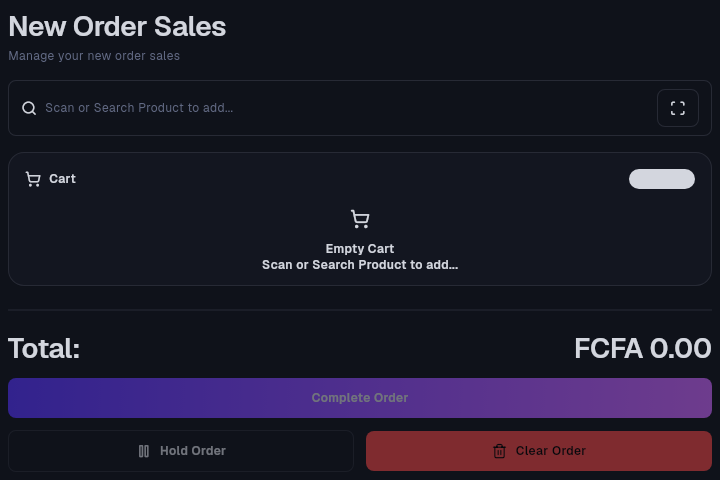 New Order Sales
Manage your new order sales
Scan or Search Product to add...
Cart
Empty Cart
Scan or Search Product to add...
Total:
FCFA 0.00
Complete Order
Hold Order
Clear Order